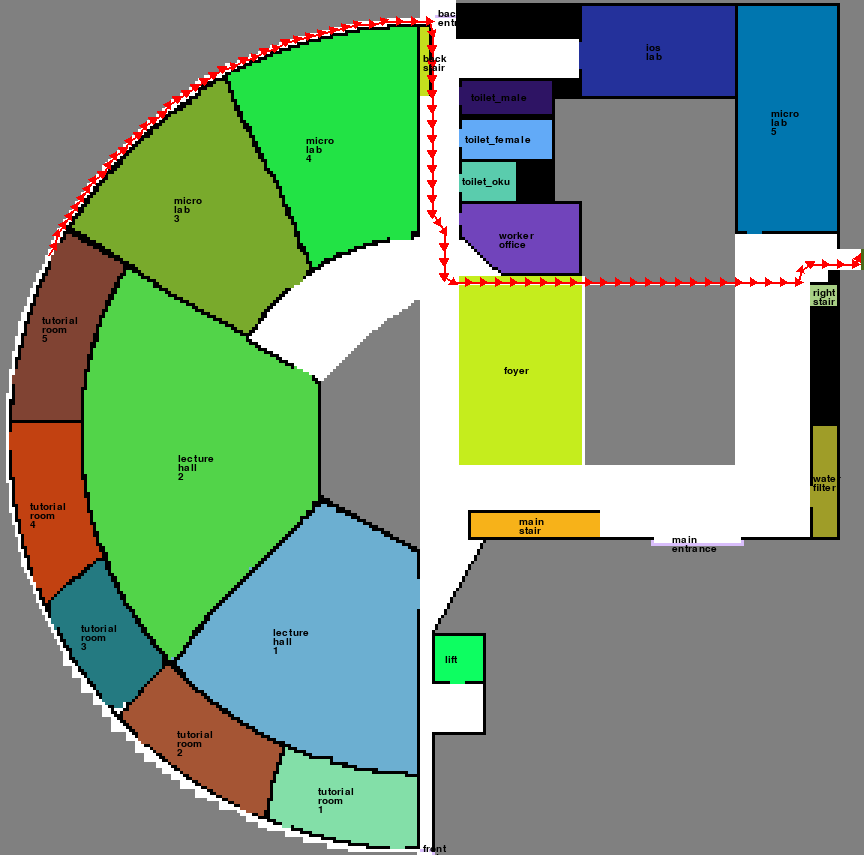 back
entr
back
stair
ios
lab
toilet_male
micro
lab
5
toilet_female
micro
lab
4
toilet_oku
micro
lab
3
worker
office
right
stair
tutorial
room
5
foyer
lecture
hall
2
water
filter
tutorial
room
4
main
stair
main
entrance
tutorial
room
3
lecture
hall
1
lift
tutorial
room
2
tutorial
room
1
front